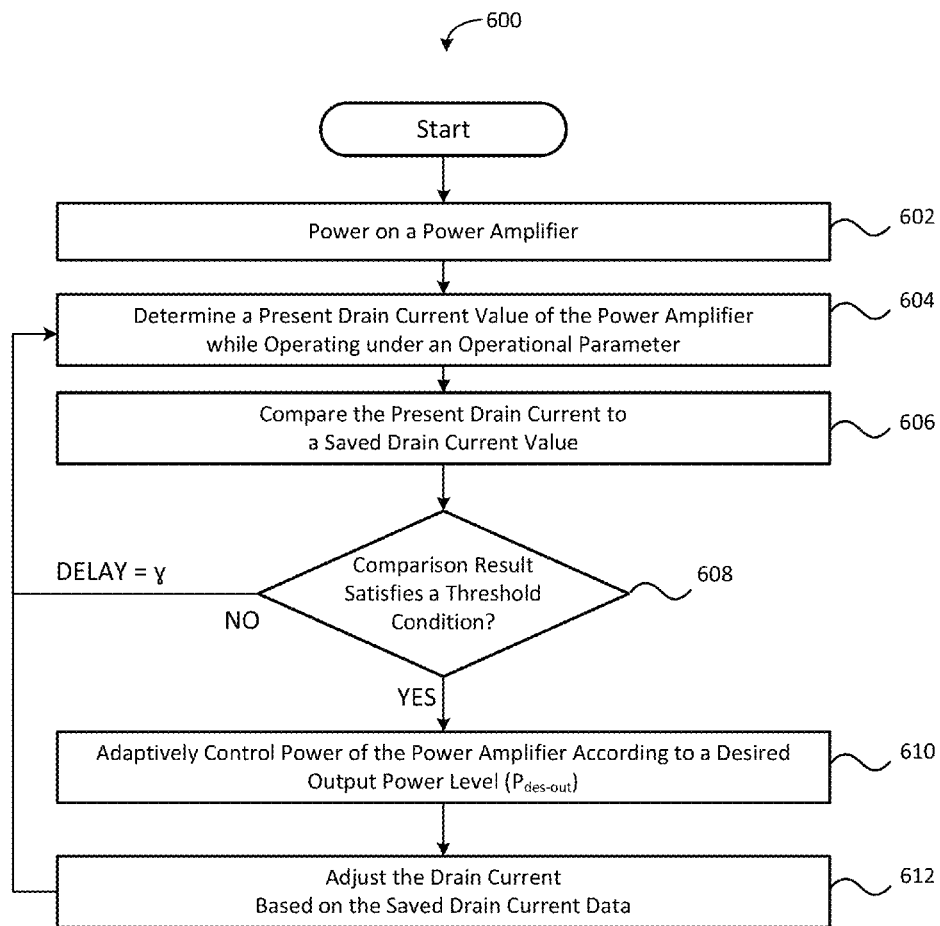 600
Start
Power on a Power Amplifier
602
Determine a Present Drain Current Value of the Power Amplifier
while Operating under an Operational Parameter
604
Compare the Present Drain Current to
a Saved Drain Current Value
606
Comparison Result
Satisfies a Threshold
Condition?
608
DELAY = γ
NO
YES
Adaptively Control Power of the Power Amplifier According to a Desired
Output Power Level (Pdes-out)
610
Adjust the Drain Current
Based on the Saved Drain Current Data
612